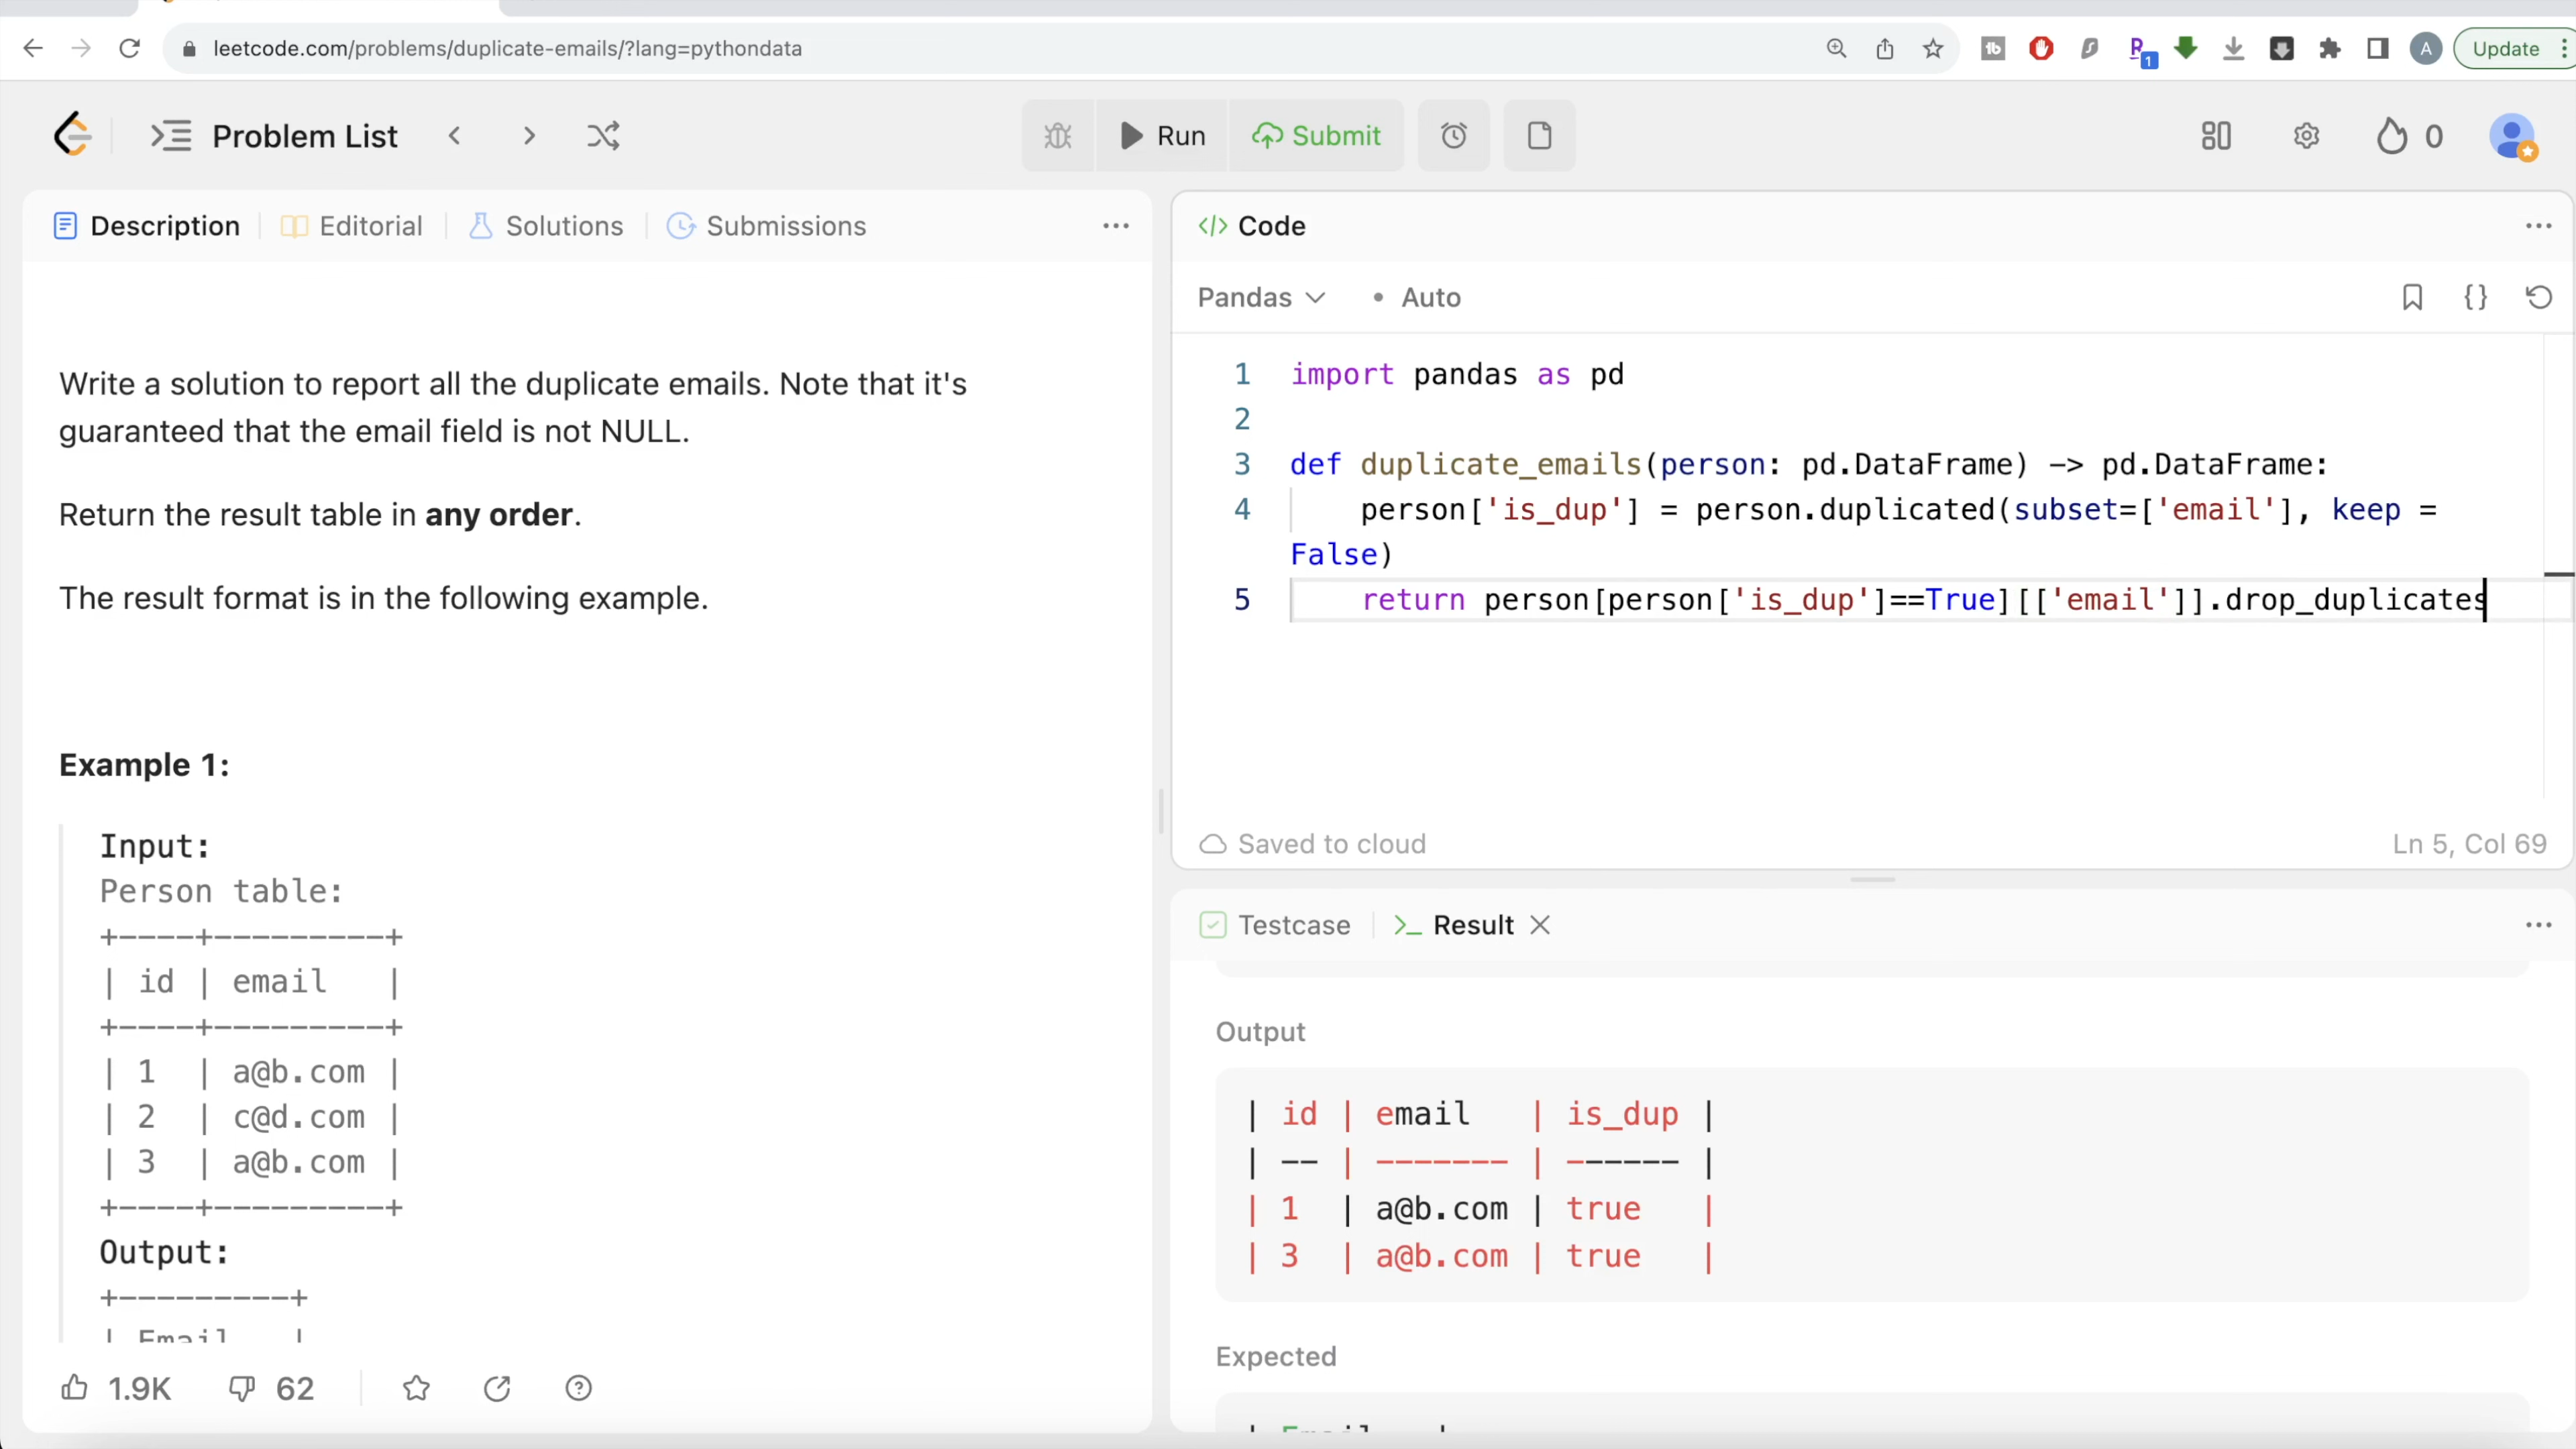 leetcode.com/problems/duplicate-emails/?lang=pythondata
1
A
Update
Problem List
Run
Submit
0
Description
Editorial
Solutions
Submissions
Write a solution to report all the duplicate emails. Note that it's
guaranteed that the email field is not NULL.
Return the result table in any order.
The result format is in the following example.
Example 1:
Input:
Person table:
+----+---------+
| id | email   |
+----+---------+
| 1  | a@b.com |
| 2  | c@d.com |
| 3  | a@b.com |
+----+---------+
Output:
+---------+
| Email   |
1.9K
62
</> Code
Pandas
• Auto
1 import pandas as pd
2
3 def duplicate_emails(person: pd.DataFrame) -> pd.DataFrame:
4     person['is_dup'] = person.duplicated(subset=['email'], keep =
False)
5     return person[person['is_dup']==True][['email']].drop_duplicates
Saved to cloud
Ln 5, Col 69
Testcase
>_ Result
Output
| id | email   | is_dup |
| -- | ------- | ------ |
| 1  | a@b.com | true   |
| 3  | a@b.com | true   |
Expected
| Email   |